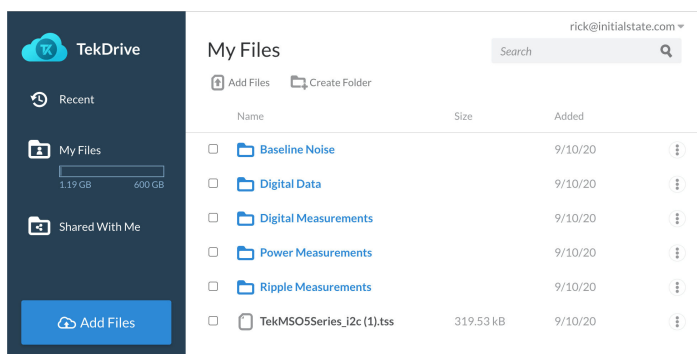 rick@initialstate.com
TK
TekDrive
My Files
Search
Add Files
Create Folder
Recent
Name
Size
Added
My Files
1.19 GB
600 GB
Baseline Noise
9/10/20
Digital Data
9/10/20
Shared With Me
Digital Measurements
9/10/20
Power Measurements
9/10/20
Ripple Measurements
9/10/20
Add Files
TekMSO5Series_i2c (1).tss
319.53 kB
9/10/20